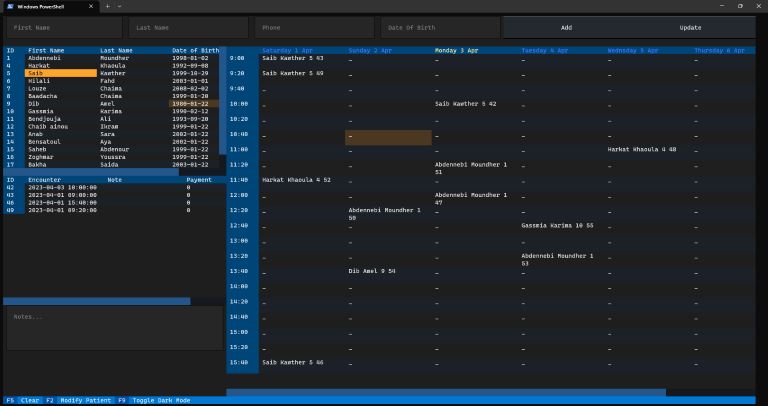 Windows PowerShell
First Name Last Name Phone Date Of Birth Add Update
ID First Name Last Name Date of Birth
1 Abdennebi Moundher 1998-01-02
4 Harkat Khaoula 1992-09-08
5 Saib Kaƣther 1999-10-29
6 Hilali Fahd 2003-01-01
7 Louze Chaima 2008-02-02
8 Baadacha Chaima 1999-01-20
9 Dib Amel 1980-01-22
10 Gassmia Karima 1990-02-12
11 Bendjouja Ali 1993-09-20
12 Chaib ainou Ikram 1999-01-22
13 Anab Sara 2002-01-22
14 Bensatoul Aya 2002-01-22
15 Saheb Abdenour 1999-01-22
16 Zoghmar Youssra 1999-01-22
17 Bakha Saida 2003-01-22
ID Encounter Note Payment
42 2023-04-03 10:00:00 0
43 2023-04-01 09:00:00 0
46 2023-04-01 15:40:00 0
49 2023-04-01 09:20:00 0
Notes...
Saturday 1 Apr Sunday 2 Apr Monday 3 Apr Tuesday 4 Apr Wednesday 5 Apr Thursday 6 Apr
9:00 Saib Kaƣther 5 43 – – – – –
9:20 Saib Kaƣther 5 49 – – – – –
9:40 – – – – – –
10:00 – – Saib Kaƣther 5 42 – – –
10:20 – – – – – –
10:40 – – – – – –
11:00 – – – – Harkat Khaoula 4 48 –
11:20 – – Abdennebi Moundher 1 – – –
51
11:40 Harkat Khaoula 4 52 – – – – –
12:00 – – Abdennebi Moundher 1 – – –
47
12:20 – Abdennebi Moundher 1 – – – –
50
12:40 – – – Gassmia Karima 10 55 – –
13:00 – – – – – –
13:20 – – – Abdennebi Moundher 1 – –
53
13:40 – Dib Amel 9 54 – – – –
14:00 – – – – – –
14:20 – – – – – –
14:40 – – – – – –
15:00 – – – – – –
15:20 – – – – – –
15:40 Saib Kaƣther 5 46 – – – – –
F5 Clear F2 Modify Patient F9 Toggle Dark Mode